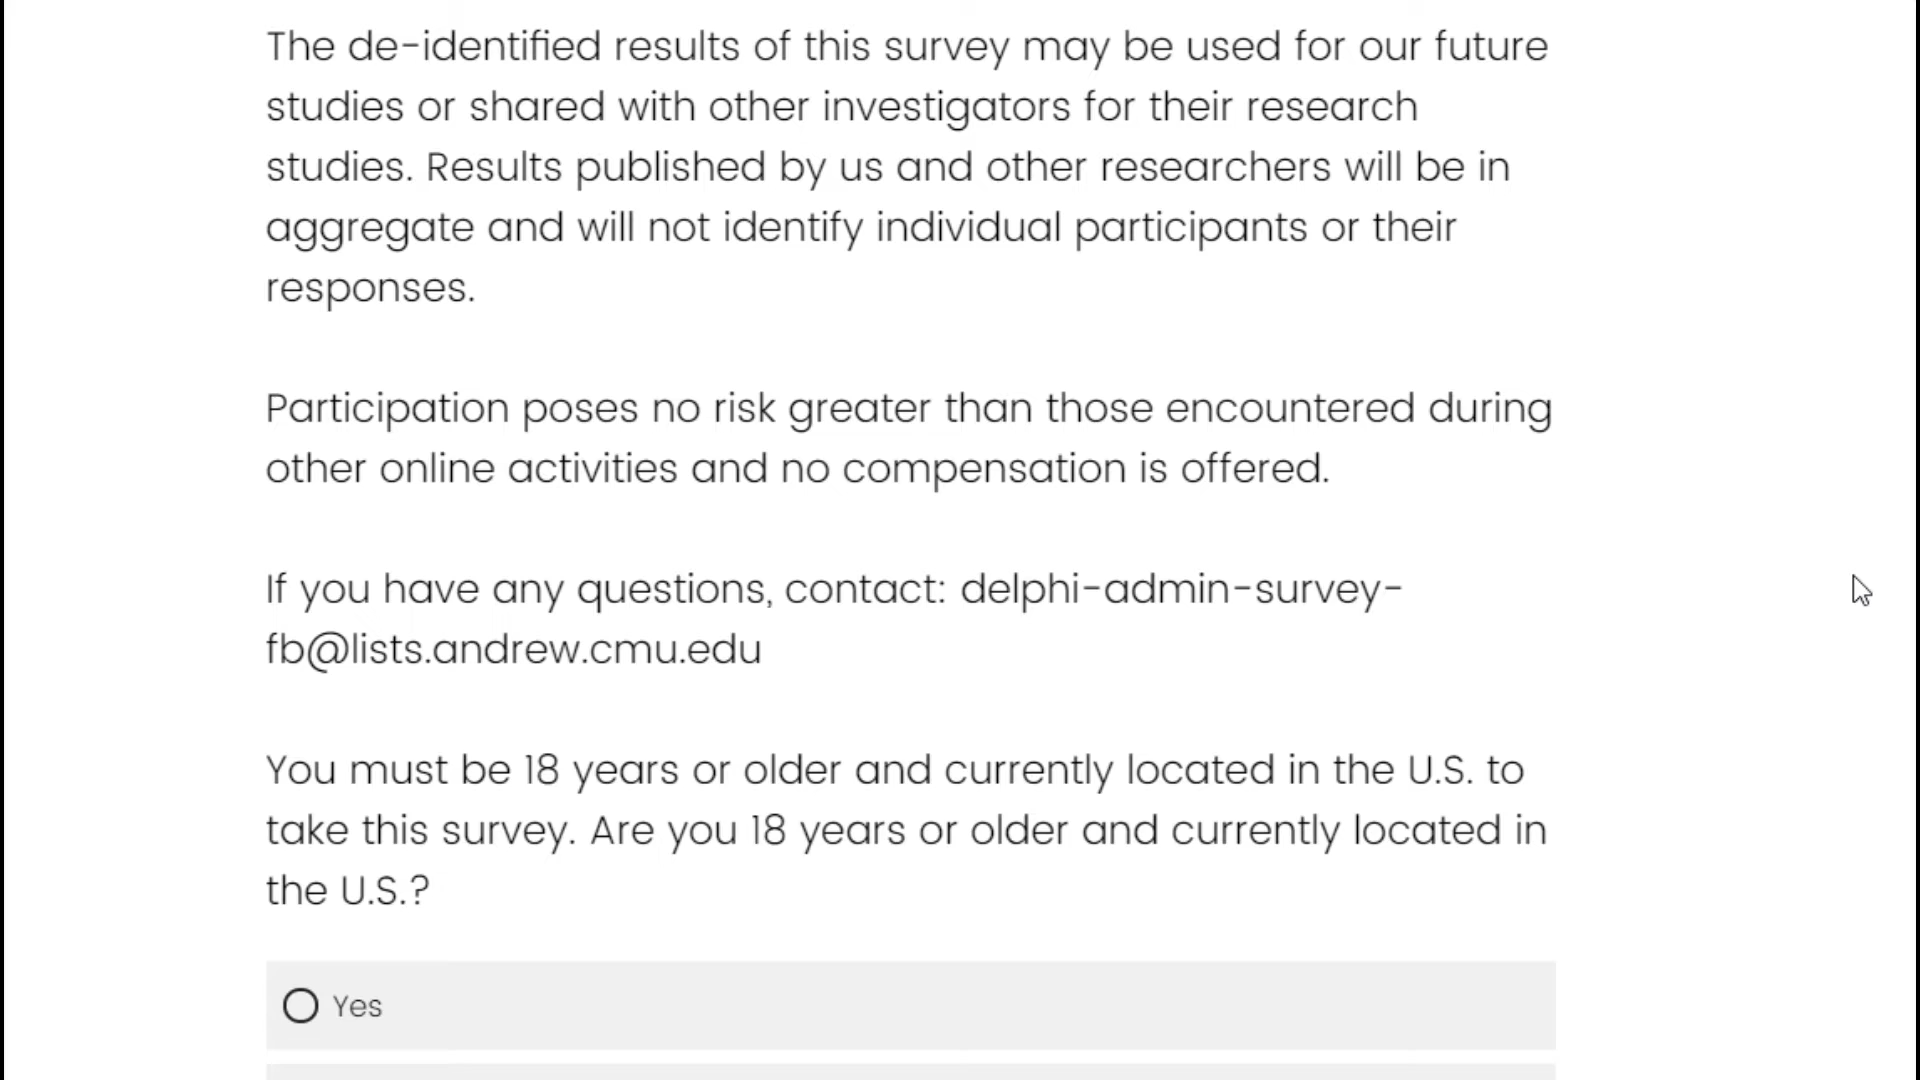 The de-identified results of this survey may be used for our future
studies or shared with other investigators for their research
studies. Results published by us and other researchers will be in
aggregate and will not identify individual participants or their
responses.
Participation poses no risk greater than those encountered during
other online activities and no compensation is offered.
If you have any questions, contact: delphi-admin-survey-
fb@lists.andrew.cmu.edu
You must be 18 years or older and currently located in the U.S. to
take this survey. Are you 18 years or older and currently located in
the U.S.?
Yes